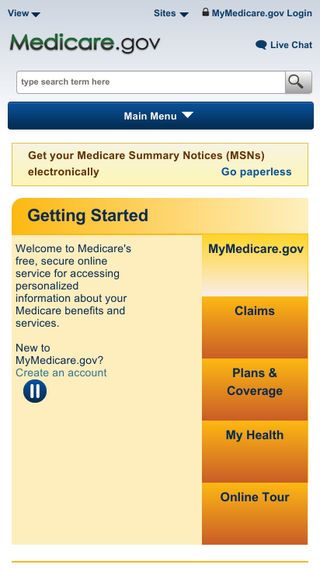 View Sites MyMedicare.gov Login
Medicare.gov
Live Chat
type search term here
Main Menu
Get your Medicare Summary Notices (MSNs)
electronically Go paperless
Getting Started
Welcome to Medicare's
free, secure online
service for accessing
personalized
information about your
Medicare benefits and
services.
New to
MyMedicare.gov?
Create an account
MyMedicare.gov
Claims
Plans &
Coverage
My Health
Online Tour